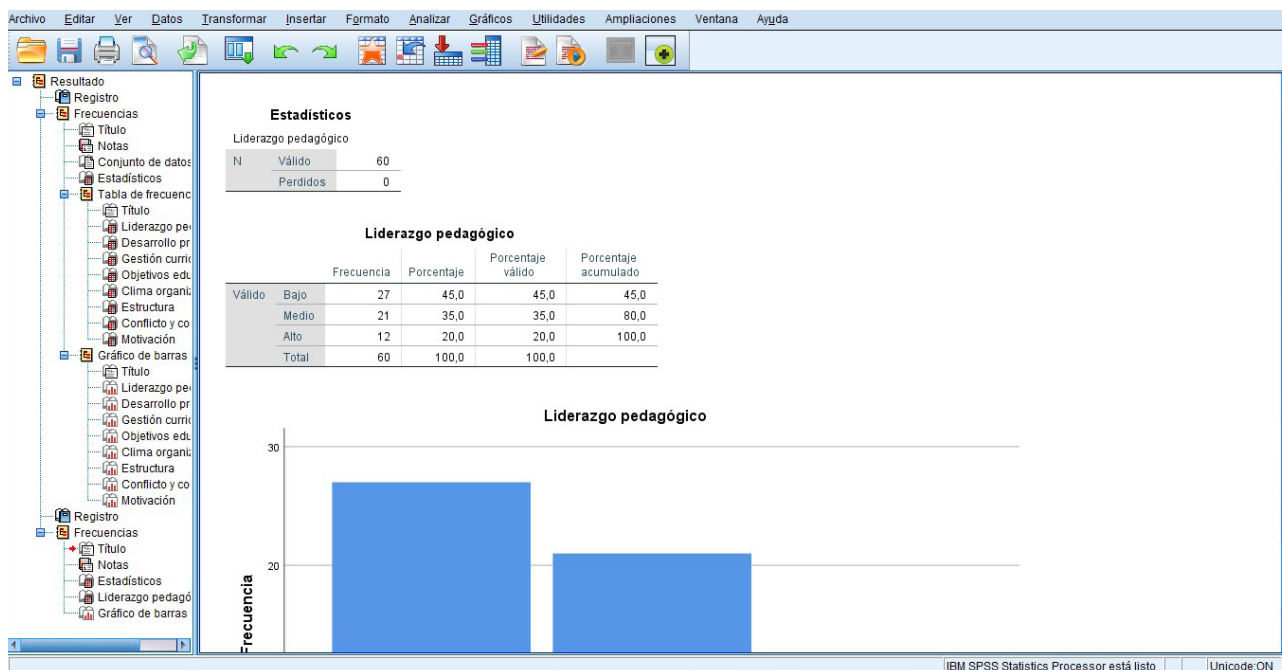 Archivo Editar Ver Datos Transformar Insertar Formato Analizar Gráficos Utilidades Ampliaciones Ventana Ayuda
Resultado
Registro
Frecuencias
Título
Notas
Conjunto de datos
Estadísticos
Tabla de frecuenc
Título
Liderazgo pe
Desarrollo pr
Gestión curric
Objetivos edu
Clima organiz
Estructura
Conflicto y co
Motivación
Gráfico de barras
Título
Liderazgo pe
Desarrollo pr
Gestión curric
Objetivos edu
Clima organiz
Estructura
Conflicto y co
Motivación
Registro
Frecuencias
Título
Notas
Estadísticos
Liderazgo pedagó
Gráfico de barras
Estadísticos
Liderazgo pedagógico
N Válido 60
Perdidos 0
Liderazgo pedagógico
Frecuencia Porcentaje Porcentaje válido Porcentaje acumulado
Válido Bajo 27 45,0 45,0 45,0
Medio 21 35,0 35,0 80,0
Alto 12 20,0 20,0 100,0
Total 60 100,0 100,0
Liderazgo pedagógico
30
20
Frecuencia
IBM SPSS Statistics Processor está listo Unicode:ON